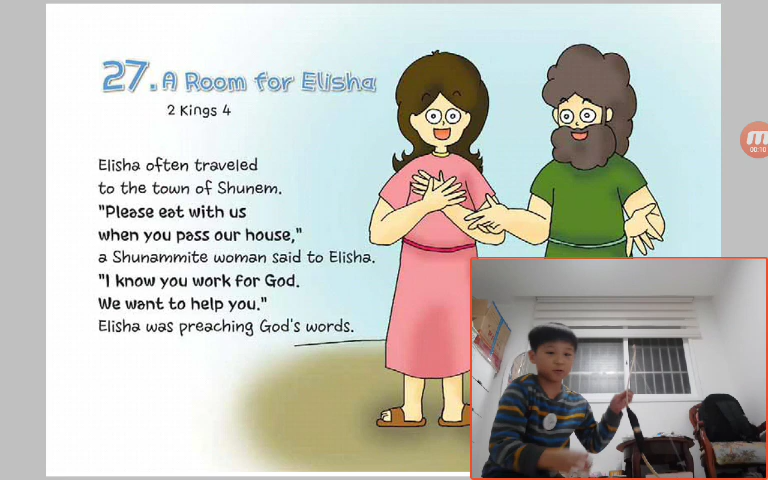 27. A Room for Elisha
2 Kings 4
Elisha often traveled
to the town of Shunem.
"Please eat with us
when you pass our house,"
a Shunammite woman said to Elisha.
"I know you work for God.
We want to help you."
Elisha was preaching God's words.
00:10